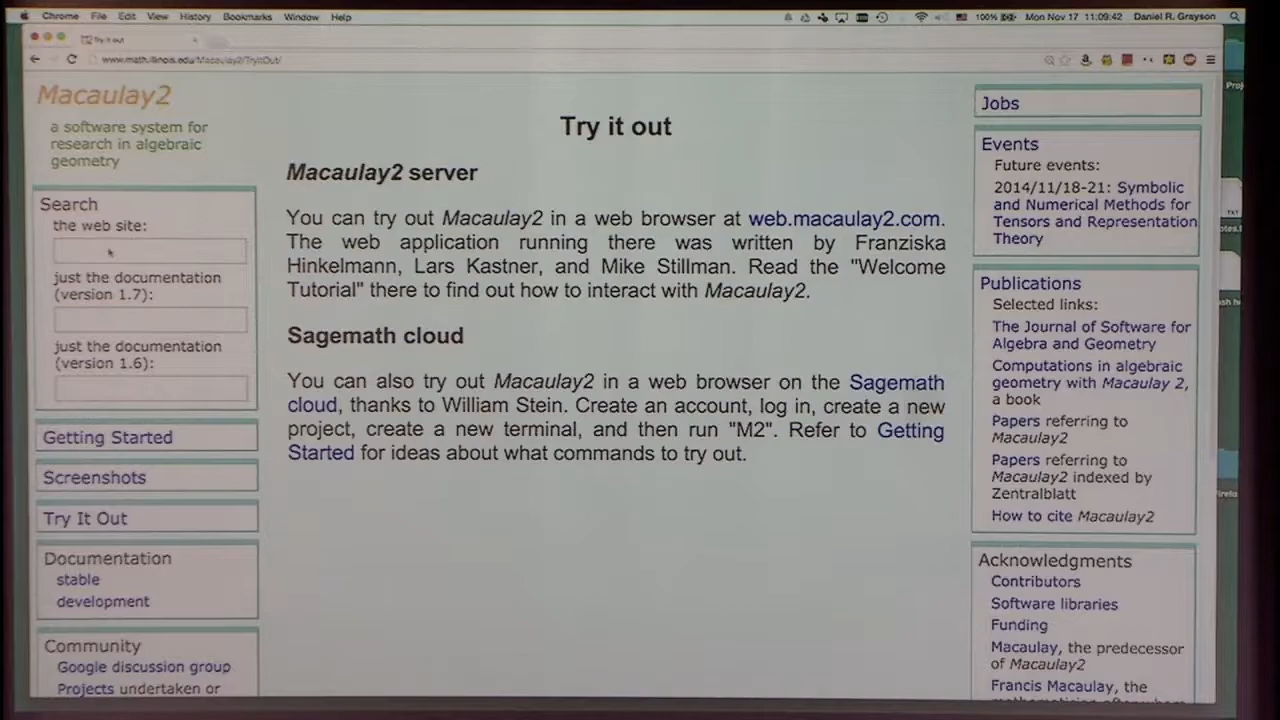 Chrome File Edit View History Bookmarks Window Help
100% Mon Nov 17 11:09:42 Daniel R. Grayson
Try it out
www.math.illinois.edu/Macaulay2/TryItOut/
Macaulay2
a software system for
research in algebraic
geometry
Search
the web site:
just the documentation
(version 1.7):
just the documentation
(version 1.6):
Getting Started
Screenshots
Try It Out
Documentation
stable
development
Community
Google discussion group
Projects undertaken or
Try it out
Macaulay2 server
You can try out Macaulay2 in a web browser at web.macaulay2.com.
The web application running there was written by Franziska
Hinkelmann, Lars Kastner, and Mike Stillman. Read the "Welcome
Tutorial" there to find out how to interact with Macaulay2.
Sagemath cloud
You can also try out Macaulay2 in a web browser on the Sagemath
cloud, thanks to William Stein. Create an account, log in, create a new
project, create a new terminal, and then run "M2". Refer to Getting
Started for ideas about what commands to try out.
Jobs
Events
Future events:
2014/11/18-21: Symbolic
and Numerical Methods for
Tensors and Representation
Theory
Publications
Selected links:
The Journal of Software for
Algebra and Geometry
Computations in algebraic
geometry with Macaulay 2,
a book
Papers referring to
Macaulay2
Papers referring to
Macaulay2 indexed by
Zentralblatt
How to cite Macaulay2
Acknowledgments
Contributors
Software libraries
Funding
Macaulay, the predecessor
of Macaulay2
Francis Macaulay, the